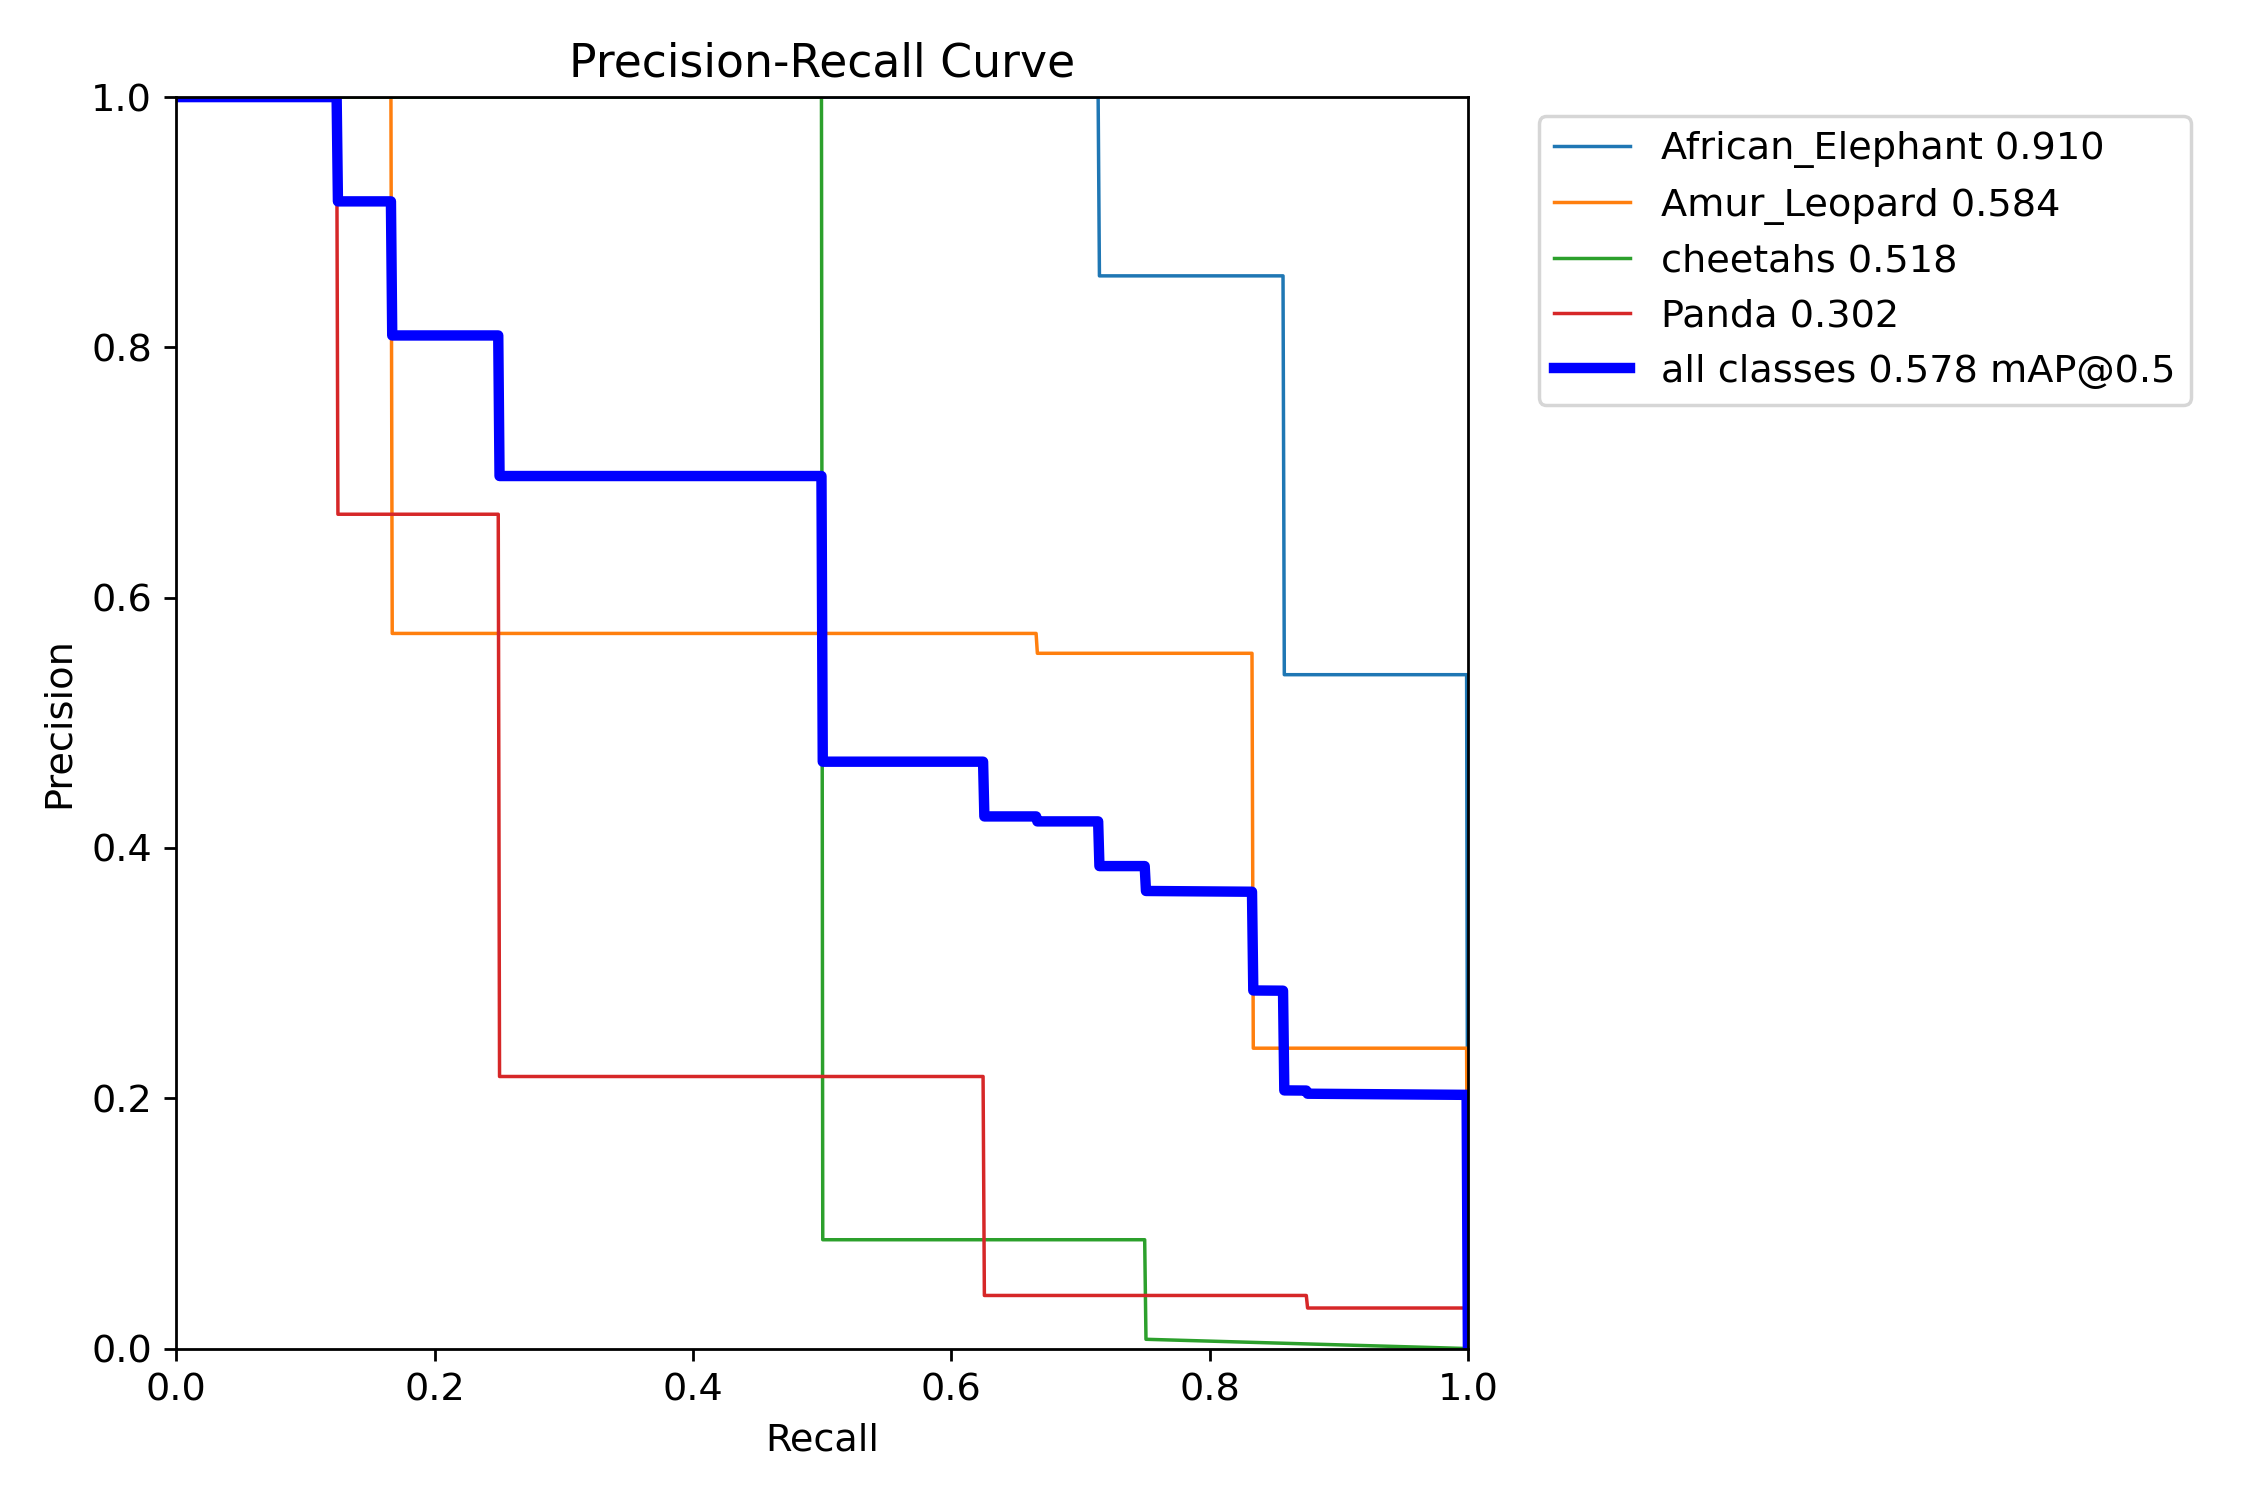 Precision-Recall Curve
1.0
0.8
0.6
0.4
0.2
0.0
Precision
0.0 0.2 0.4 0.6 0.8 1.0
Recall
African_Elephant 0.910
Amur_Leopard 0.584
cheetahs 0.518
Panda 0.302
all classes 0.578 mAP@0.5